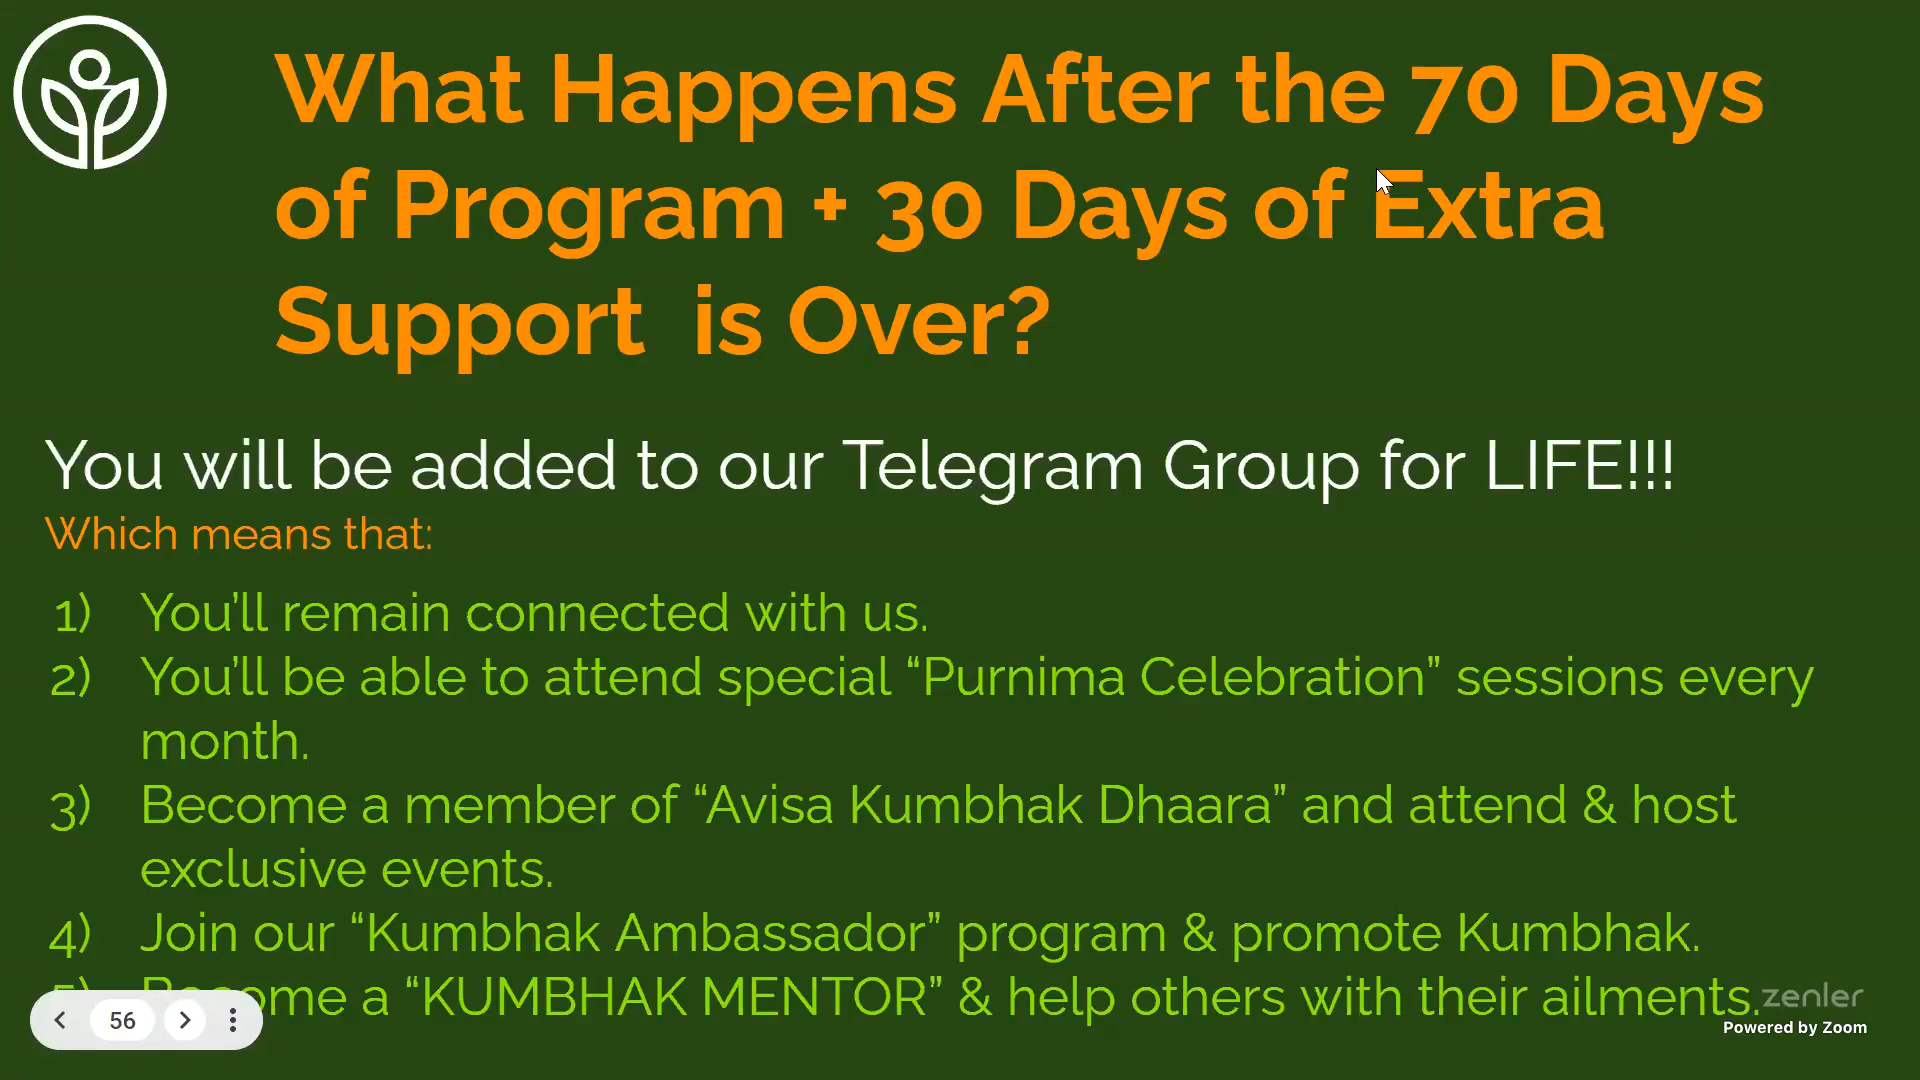 What Happens After the 70 Days
of Program + 30 Days of Extra
Support  is Over?
You will be added to our Telegram Group for LIFE!!!
Which means that:
1) You’ll remain connected with us.
2) You’ll be able to attend special “Purnima Celebration” sessions every
month.
3) Become a member of “Avisa Kumbhak Dhaara” and attend & host
exclusive events.
4) Join our “Kumbhak Ambassador” program & promote Kumbhak.
5) Become a “KUMBHAK MENTOR” & help others with their ailments.
zenler
Powered by Zoom
56